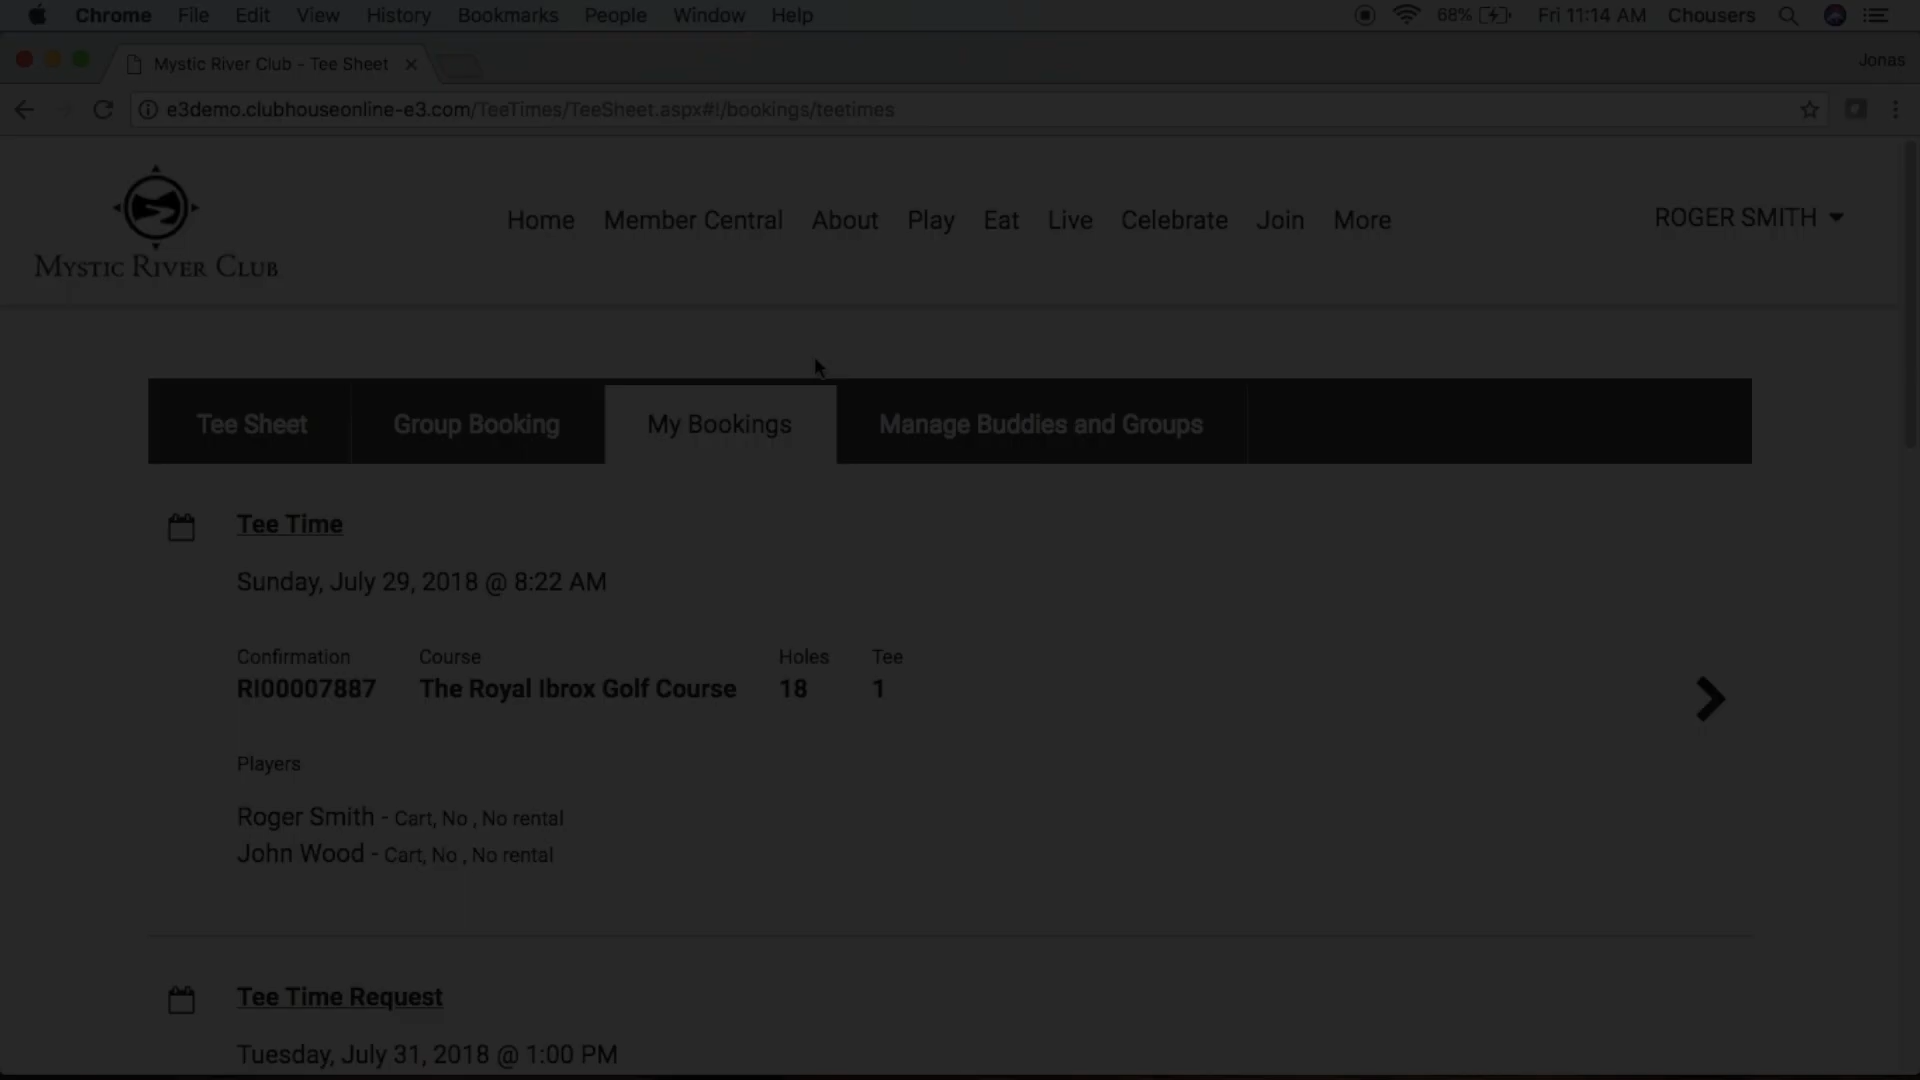 Chrome File Edit View History Bookmarks People Window Help 68% Fri 11:14 AM Chousers
Mystic River Club - Tee Sheet Jonas
e3demo.clubhouseonline-e3.com/TeeTimes/TeeSheet.aspx#!/bookings/teetimes
Mystic River Club
Home Member Central About Play Eat Live Celebrate Join More ROGER SMITH
Tee Sheet Group Booking My Bookings Manage Buddies and Groups
Tee Time
Sunday, July 29, 2018 @ 8:22 AM
Confirmation Course Holes Tee
RI00007887 The Royal Ibrox Golf Course 18 1
Players
Roger Smith - Cart, No , No rental
John Wood - Cart, No , No rental
Tee Time Request
Tuesday, July 31, 2018 @ 1:00 PM